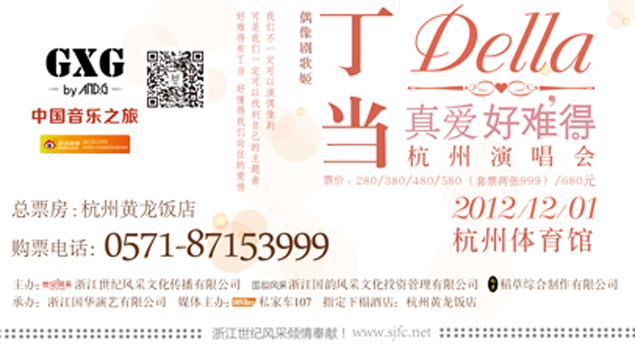 GXG
by AND.G
中国音乐之旅
偶像剧歌姬
我们不一定可以演偶像剧
可是我们一定可以找到自己的主题曲
好难得有丁当 好懂得我们向往的爱情
丁当
Della
真爱好难,得
杭州演唱会
票价：280/380/480/580（套票两张999）/680元
2012/12/01
杭州体育馆
总票房：杭州黄龙饭店
购票电话：0571-87153999
主办：世纪风采 浙江世纪风采文化传播有限公司 国韵风采 浙江国韵风采文化投资管理有限公司 稻草综合制作有限公司
承办：浙江国华演艺有限公司 媒体主办： 私家车107 指定下榻酒店：杭州黄龙饭店
浙江世纪风采倾情奉献！www.sjfc.net